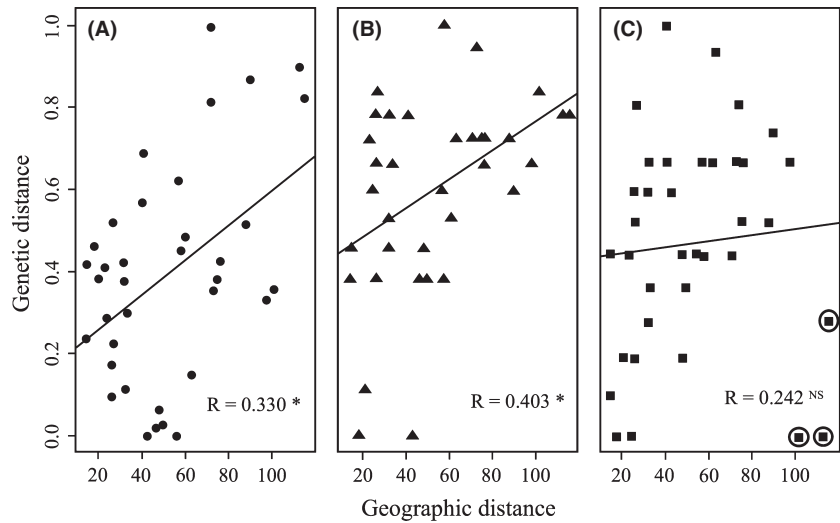 (A) (B) (C)
Genetic distance
1.0
0.8
0.6
0.4
0.2
0.0
R = 0.330 *
R = 0.403 *
R = 0.242 NS
20 40 60 80 100
20 40 60 80 100
20 40 60 80 100
Geographic distance